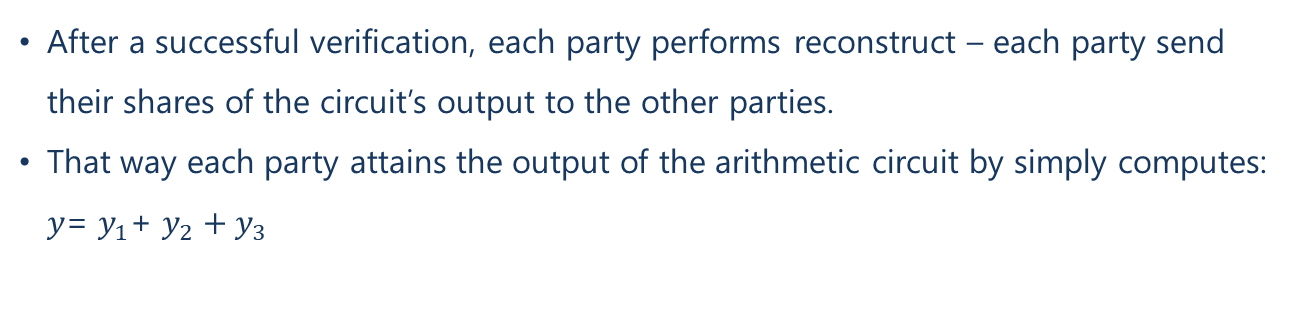 • After a successful verification, each party performs reconstruct – each party send
their shares of the circuit's output to the other parties.
• That way each party attains the output of the arithmetic circuit by simply computes:
y= y₁+ y₂ + y₃